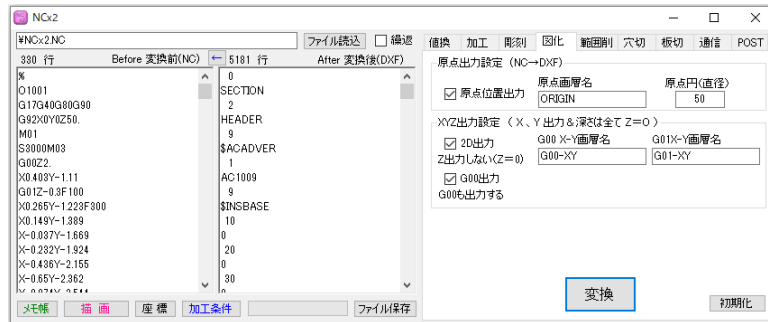 NCx2
¥NCx2.NC
ファイル読込
繰返
330 行
Before 変換前(NC)
←
5181 行
After 変換後(DXF)
%
O1001
G17G40G80G90
G92X0Y0Z50.
M01
S3000M03
G00Z2.
X0.403Y-1.11
G01Z-0.3F100
X0.265Y-1.223F300
X0.149Y-1.389
X-0.037Y-1.669
X-0.232Y-1.924
X-0.436Y-2.155
X-0.65Y-2.362
0
SECTION
2
HEADER
9
$ACADVER
1
AC1009
9
$INSBASE
10
0
20
0
30
メモ帳
描 画
座 標
加工条件
ファイル保存
値換
加工
彫刻
図化
範囲削
穴切
板切
通信
POST
原点出力設定 (NC→DXF)
原点位置出力
原点画層名
ORIGIN
原点円(直径)
50
XYZ出力設定 (X、Y出力&深さは全てZ=0)
2D出力
Z出力しない(Z=0)
G00 X-Y画層名
G00-XY
G01X-Y画層名
G01-XY
G00出力
G00も出力する
変換
初期化